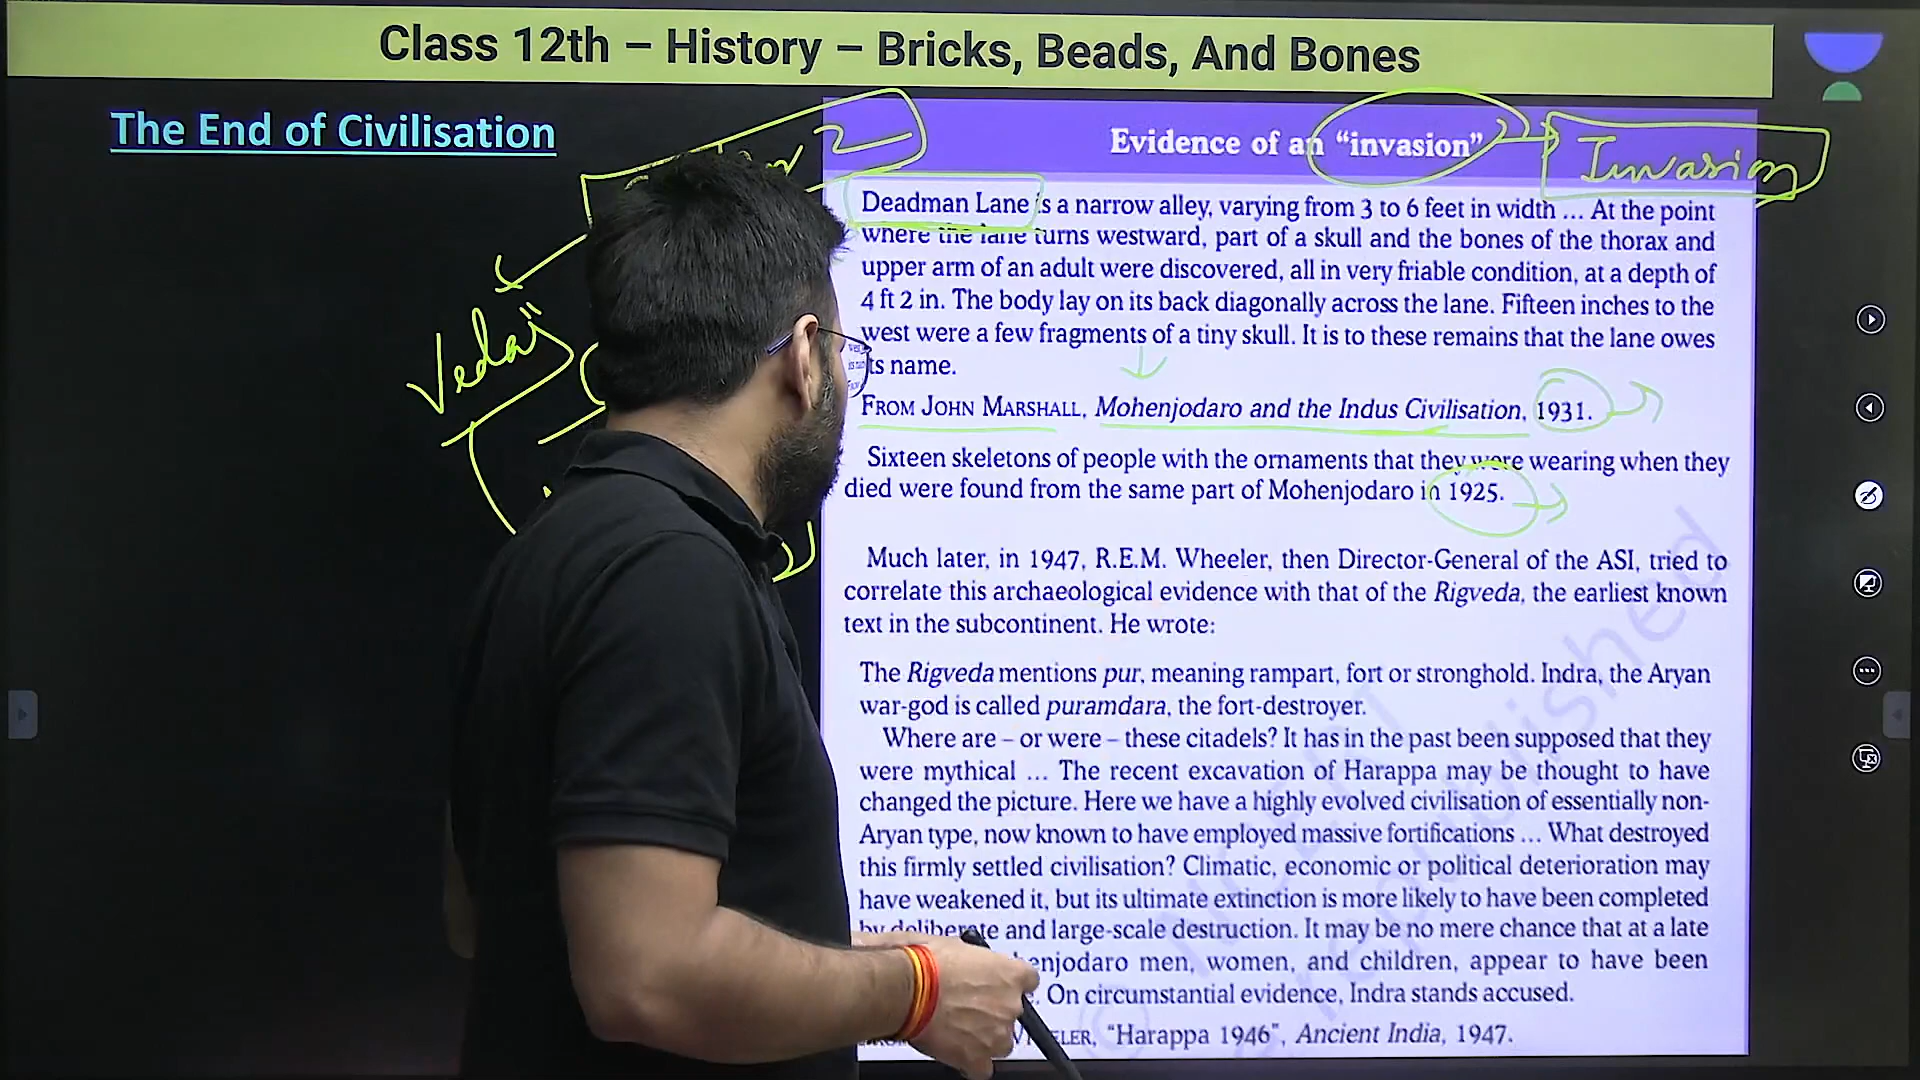 Class 12th – History – Bricks, Beads, And Bones
The End of Civilisation
2
Evidence of an “invasion”
Invasion
Deadman Lane is a narrow alley, varying from 3 to 6 feet in width ... At the point
where the lane turns westward, part of a skull and the bones of the thorax and
upper arm of an adult were discovered, all in very friable condition, at a depth of
4 ft 2 in. The body lay on its back diagonally across the lane. Fifteen inches to the
west were a few fragments of a tiny skull. It is to these remains that the lane owes
ts name.
Vedas
FROM JOHN MARSHALL, Mohenjodaro and the Indus Civilisation, 1931.
Sixteen skeletons of people with the ornaments that they were wearing when they
died were found from the same part of Mohenjodaro in 1925.
Much later, in 1947, R.E.M. Wheeler, then Director-General of the ASI, tried to
correlate this archaeological evidence with that of the Rigveda, the earliest known
text in the subcontinent. He wrote:
The Rigveda mentions pur, meaning rampart, fort or stronghold. Indra, the Aryan
war-god is called puramdara, the fort-destroyer.
Where are – or were – these citadels? It has in the past been supposed that they
were mythical ... The recent excavation of Harappa may be thought to have
changed the picture. Here we have a highly evolved civilisation of essentially non-
Aryan type, now known to have employed massive fortifications ... What destroyed
this firmly settled civilisation? Climatic, economic or political deterioration may
have weakened it, but its ultimate extinction is more likely to have been completed
by deliberate and large-scale destruction. It may be no mere chance that at a late
enjodaro men, women, and children, appear to have been
. On circumstantial evidence, Indra stands accused.
LER, “Harappa 1946”, Ancient India, 1947.